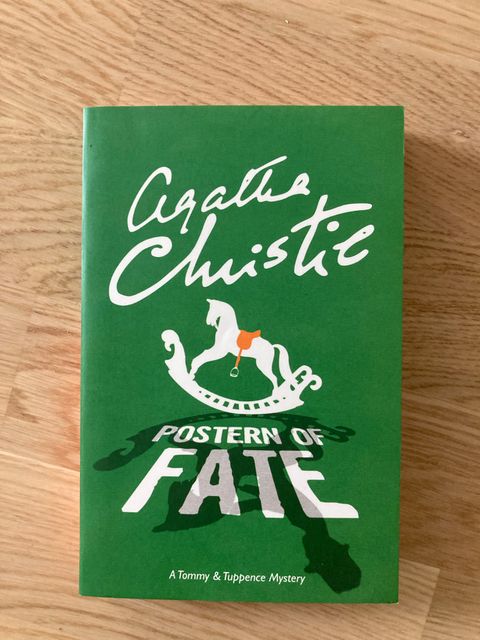 Agatha
Christie
POSTERN OF
FATE
A Tommy & Tuppence Mystery